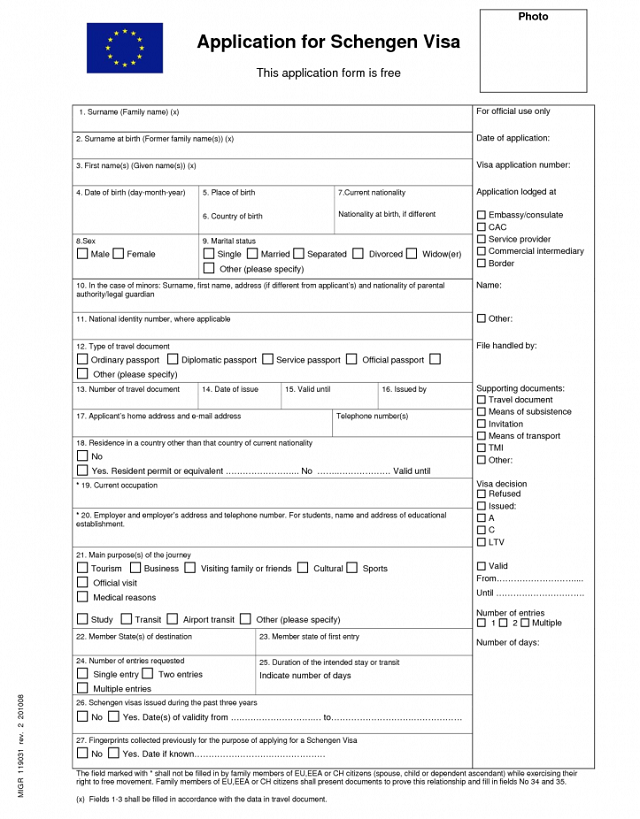 Photo
Application for Schengen Visa
This application form is free
1. Surname (Family name) (x)
2. Surname at birth (Former family name(s)) (x)
3. First name(s) (Given name(s)) (x)
4. Date of birth (day-month-year)
5. Place of birth
6. Country of birth
7.Current nationality
Nationality at birth, if different
8.Sex
Male Female
9. Marital status
Single Married Separated Divorced Widow(er)
Other (please specify)
10. In the case of minors: Surname, first name, address (if different from applicant's) and nationality of parental
authority/legal guardian
11. National identity number, where applicable
12. Type of travel document
Ordinary passport Diplomatic passport Service passport Official passport
Other (please specify)
13. Number of travel document
14. Date of issue
15. Valid until
16. Issued by
17. Applicant's home address and e-mail address
Telephone number(s)
18. Residence in a country other than that country of current nationality
No
Yes. Resident permit or equivalent ........................... No ........................... Valid until
* 19. Current occupation
* 20. Employer and employer's address and telephone number. For students, name and address of educational
establishment.
21. Main purpose(s) of the journey
Tourism Business Visiting family or friends Cultural Sports
Official visit
Medical reasons
Study Transit Airport transit Other (please specify)
22. Member State(s) of destination
23. Member state of first entry
24. Number of entries requested
Single entry Two entries
Multiple entries
25. Duration of the intended stay or transit
Indicate number of days
26. Schengen visas issued during the past three years
No Yes. Date(s) of validity from ................................. to................................................
27. Fingerprints collected previously for the purpose of applying for a Schengen Visa
No Yes. Date if known................................................
For official use only
Date of application:
Visa application number:
Application lodged at
Embassy/consulate
CAC
Service provider
Commercial intermediary
Border
Name:
Other:
File handled by:
Supporting documents:
Travel document
Means of subsistence
Invitation
Means of transport
TMI
Other:
Visa decision
Refused
Issued:
A
C
LTV
Valid
From..............................
Until ..............................
Number of entries
1 2 Multiple
Number of days:
The field marked with * shall not be filled in by family members of EU,EEA or CH citizens (spouse, child or dependent ascendant) while exercising their
right to free movement. Family members of EU,EEA or CH citizens shall present documents to prove this relationship and fill in fields No 34 and 35.
(x) Fields 1-3 shall be filled in accordance with the data in travel document.
MIGR 119031 rev. 2 201008